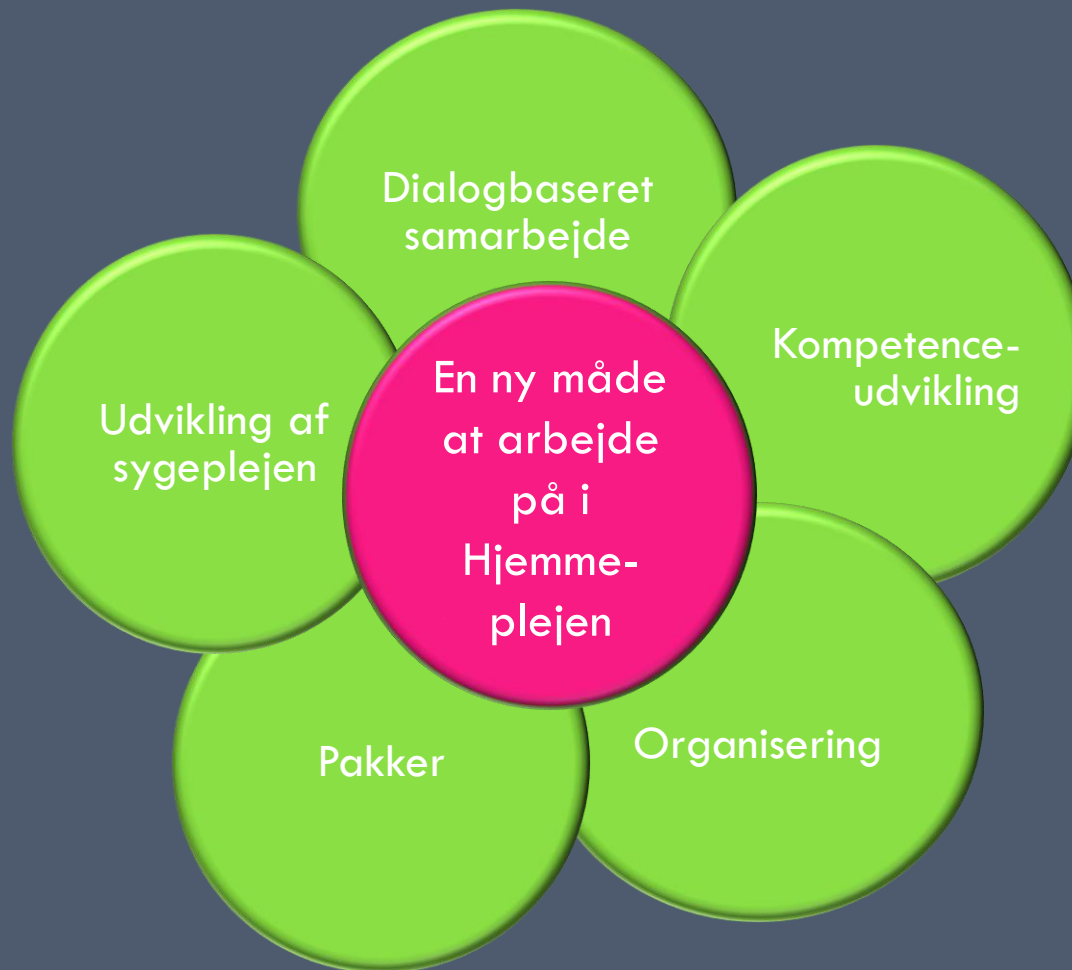 Dialogbaseret
samarbejde
Kompetence-
udvikling
En ny måde
at arbejde
på i
Hjemme-
plejen
Udvikling af
sygeplejen
Organisering
Pakker